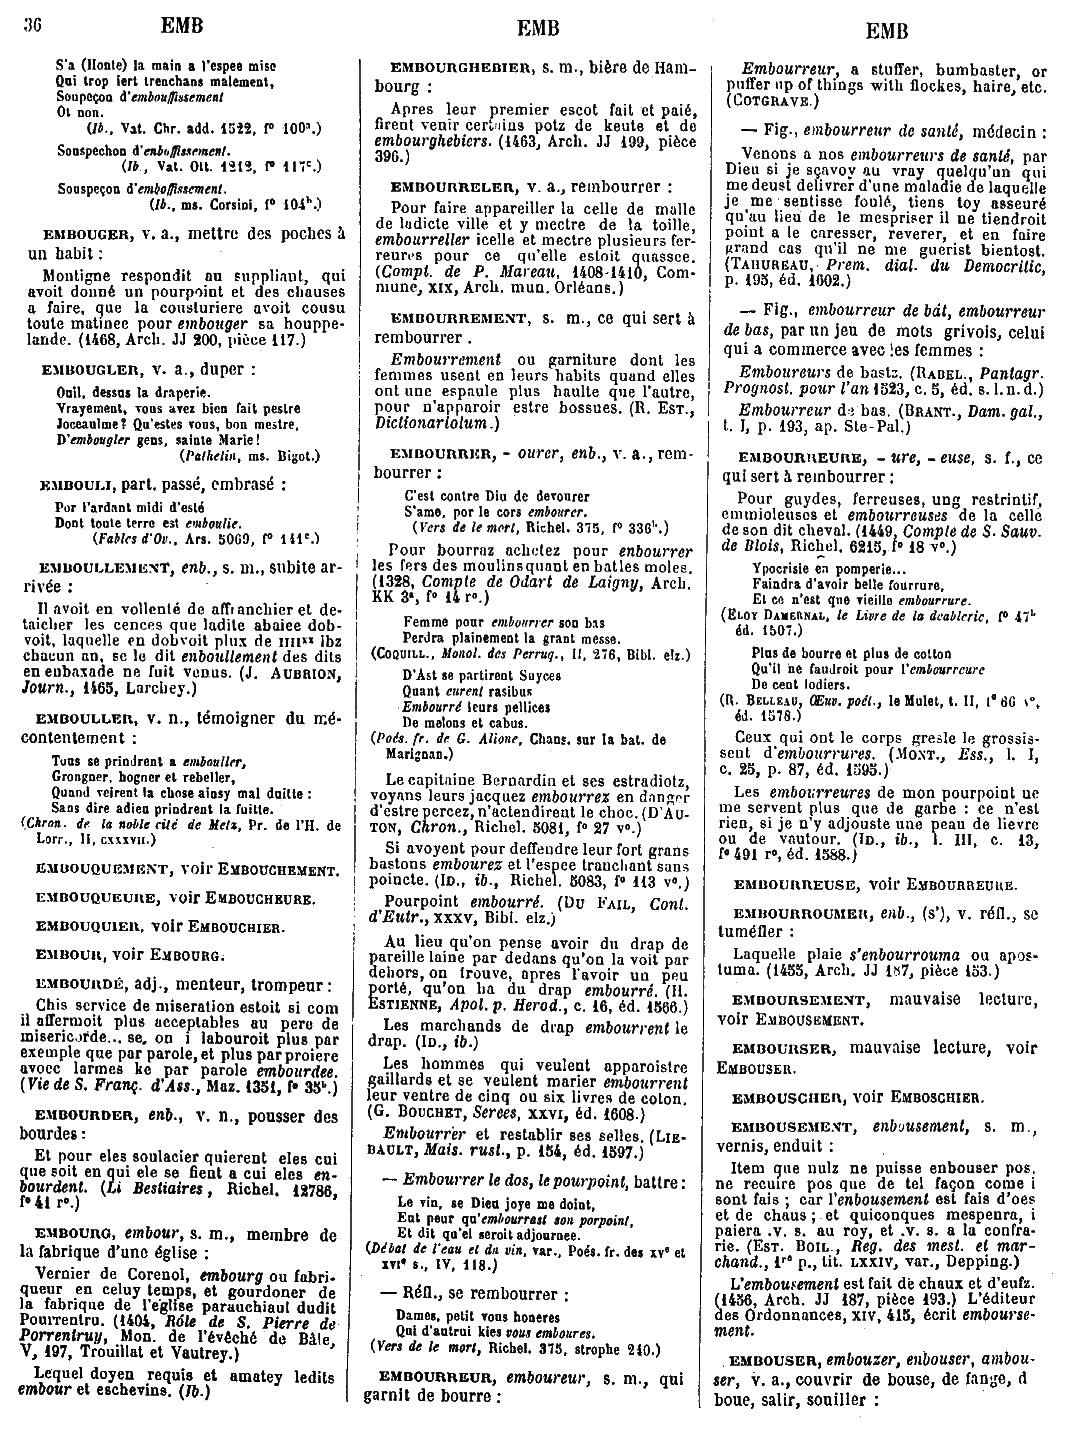 36
EMB
EMB
EMB
S'a (Honte) la main a l'espee mise
Qui trop iert trenchans malement,
Soupeçon d'embouffissement
Ot non.
(Ib., Vat. Chr. add. 1522, f° 100ª.)
Souspechon d'enbuffissement.
(Ib., Vat. Ott. 1212, f° 117ᶜ.)
Souspeçon d'emboffissement.
(Ib., ms. Corsini, f° 104ᵇ.)
EMBOUGER, v. a., mettre des poches à
un habit :
Montigne respondit au suppliant, qui
avoit donné un pourpoint et des chausses
a faire, que la cousturiere avoit cousu
toute matinee pour embouger sa houppe-
lande. (1468, Arch. JJ 200, pièce 117.)
EMBOUGLER, v. a., duper :
Ouil, dessus la draperie.
Vrayement, vous avez bien fait pestre
Joceaulme? Qu'estes vous, bon mestre,
D'embougler gens, sainte Marie!
(Pathelin, ms. Bigot.)
EMBOULI, part. passé, embrasé :
Por l'ardant midi d'esté
Dont toute terre est emboulie.
(Fables d'Ov., Ars. 5069, f° 141ᶜ.)
EMBOULLEMENT, enb., s. m., subite ar-
rivée :
Il avoit en vollenté de affranchier et de-
taichier les cences que ladite abaiee dob-
voit, laquelle en dobvoit plus de IIIIˣˣ lbz
chacun an, se le dit enboullement des dits
en enbaxade ne fuit venus. (J. AUBRION,
Journ., 1465, Larchey.)
EMBOULLER, v. n., témoigner du mé-
contentement :
Tous se prindrent a embouller,
Grongner, hogner et rebeller,
Quand veirent la chose ainsy mal duitte :
Sans dire adieu prindrent la fuitte.
(Chron. de la noble cité de Metz, Pr. de l'H. de
Lorr., II, CXXXVII.)
EMBOUQUEMENT, voir EMBOUCHEMENT.
EMBOUQUEURE, voir EMBOUCHEURE.
EMBOUQUIER, voir EMBOUCHIER.
EMBOUR, voir EMBOURG.
EMBOURDÉ, adj., menteur, trompeur :
Chis service de miseration estoit si com
il affermoit plus acceptables au pere de
misericorde... se, on i labouroit plus par
exemple que par parole, et plus par proiere
avoec larmes ke par parole embourdee.
(Vie de S. Franç. d'Ass., Maz. 1351, f° 35ᵇ.)
EMBOURDER, enb., v. n., pousser des
bourdes :
Et pour eles soulacier quierent eles cui
que soit en qui ele se fient a cui eles en-
bourdent. (Li Bestiaires, Richel. 12786,
f° 41 r°.)
EMBOURG, embour, s. m., membre de
la fabrique d'une église :
Vernier de Corenol, embourg ou fabri-
queur en celuy temps, et gourdoner de
la fabrique de l'église parauchiaul dudit
Pourrentru. (1404, Rôle de S. Pierre de
Porrentruy, Mon. de l'évêché de Bâle,
V, 197, Trouillat et Vautrey.)
Lequel doyen requis et amatey ledits
embour et eschevins. (Ib.)
EMBOURGHEBIER, s. m., bière de Ham-
bourg :
Apres leur premier escot fait et paié,
firent venir certains potz de keute et de
embourghebiers. (1463, Arch. JJ 199, pièce
396.)
EMBOURRELER, v. a., rembourrer :
Pour faire appareiller la celle de malle
de ladicte ville et y mectre de la toille,
embourreller icelle et mectre plusieurs fer-
reures pour ce qu'elle estoit quassee.
(Compt. de P. Mareau, 1408-1410, Com-
mune, XIX, Arch. mun. Orléans.)
EMBOURREMENT, s. m., ce qui sert à
rembourrer.
Embourrement ou garniture dont les
femmes usent en leurs habits quand elles
ont une espaule plus haulte que l'autre,
pour n'apparoir estre bossues. (R. EST.,
Dictionariolum.)
EMBOURRER, - ourer, enb., v. a., rem-
bourrer :
C'est contre Diu de devourer
S'ame, por le cors embourer.
(Vers de le mort, Richel. 375, f° 336ᵇ.)
Pour bourraz achetez pour enbourrer
les fers des moulins quant en batles moles.
(1328, Compte de Odart de Laigny, Arch.
KK 3ª, f° 14 r°.)
Femme pour embourrer son bas
Perdra plainement la grant messe.
(COQUILL., Monol. des Perruq., II, 276, Bibl. elz.)
D'Ast se partirent Suyces
Quant eurent rasibus
Embourré leurs pellices
De melons et cabus.
(Poés. fr. de G. Alione, Chans. sur la bat. de
Marignan.)
Le capitaine Bernardin et ses estradiotz,
voyans leurs jacquez embourrez en danger
d'estre percez, n'actendirent le choc. (D'AU-
TON, Chron., Richel. 5081, f° 27 v°.)
Si avoyent pour deffendre leur fort grans
bastons embourez et l'espee tranchant sans
poincte. (ID., ib., Richel. 5083, f° 113 v°.)
Pourpoint embourré. (DU FAIL, Cont.
d'Eutr., XXXV, Bibl. elz.)
Au lieu qu'on pense avoir du drap de
pareille laine par dedans qu'on la voit par
dehors, on trouve, apres l'avoir un peu
porté, qu'on ha du drap embourré. (H.
ESTIENNE, Apol. p. Herod., c. 16, éd. 1566.)
Les marchands de drap embourrent le
drap. (ID., ib.)
Les hommes qui veulent apparoistre
gaillards et se veulent marier embourrent
leur ventre de cinq ou six livres de coton.
(G. BOUCHET, Serees, XXVI, éd. 1608.)
Embourrer et restablir ses selles. (LIE-
BAULT, Mais. rust., p. 154, éd. 1597.)
— Embourrer le dos, le pourpoint, battre :
Le vin, se Dieu joye me doint,
Eut peur qu'embourrast son porpoint,
Et dit qu'el seroit adjournee.
(Débat de l'eau et du vin, var., Poés. fr. des XVᵉ et
XVIᵉ s., IV, 118.)
— Réfl., se rembourrer :
Dames, petit vous honeres
Qui d'autrui kies vous emboures.
(Vers de le mort, Richel. 375, strophe 240.)
EMBOURREUR, emboureur, s. m., qui
garnit de bourre :
Embourreur, a stuffer, bumbaster, or
puffer up of things with flockes, haire, etc.
(COTGRAVE.)
— Fig., embourreur de santé, médecin :
Venons a nos embourreurs de santé, par
Dieu si je sçavoy au vray quelqu'un qui
me deust delivrer d'une maladie de laquelle
je me sentisse foulé, tiens toy asseuré
qu'au lieu de le mespriser il ne tiendroit
point a le caresser, reverer, et en faire
grand cas qu'il ne me guerist bientost.
(TAHUREAU, Prem. dial. du Democritic,
p. 195, éd. 1602.)
— Fig., embourreur de bât, embourreur
de bas, par un jeu de mots grivois, celui
qui a commerce avec les femmes :
Emboureurs de bastz. (RABEL., Pantagr.
Prognost. pour l'an 1523, c. 5, éd. s. l. n. d.)
Embourreur de bas. (BRANT., Dam. gal.,
t. I, p. 193, ap. Ste-Pal.)
EMBOURREURE, - ure, - euse, s. f., ce
qui sert à rembourrer :
Pour guydes, ferreuses, ung restrintif,
emmioleuses et embourreuses de la celle
de son dit cheval. (1449, Compte de S. Sauv.
de Blois, Richel. 6215, f° 18 v°.)
Ypocrisie en pomperie...
Faindra d'avoir belle fourrure,
Et ce n'est que vieille embourrure.
(ELOY DAMERNAL, le Livre de la deablerie, f° 47ᵇ
éd. 1507.)
Plus de bourre et plus de cotton
Qu'il ne faudroit pour l'embourreure
De cent lodiers.
(R. BELLEAU, Œuv. poét., le Mulet, t. II, f° 66 v°,
éd. 1578.)
Ceux qui ont le corps gresle le grossis-
sent d'embourrures. (MONT., Ess., l. I,
c. 25, p. 87, éd. 1595.)
Les embourreures de mon pourpoint ne
me servent plus que de garbe : ce n'est
rien, si je n'y adjouste une peau de lievre
ou de vautour. (ID., ib., l. III, c. 13,
f° 491 r°, éd. 1588.)
EMBOURREUSE, voir EMBOURREURE.
EMBOURROUMER, enb., (s'), v. réfl., se
tuméfier :
Laquelle plaie s'enbourrouma ou apos-
tuma. (1455, Arch. JJ 187, pièce 153.)
EMBOURSEMENT, mauvaise lecture,
voir EMBOUSEMENT.
EMBOURSER, mauvaise lecture, voir
EMBOUSER.
EMBOUSCHER, voir EMBOSCHIER.
EMBOUSEMENT, enbousement, s. m.,
vernis, enduit :
Item que nulz ne puisse enbouser pos.
ne recuire pos que de tel façon come i
sont fais ; car l'enbousement est fais d'oes
et de chaus ; et quiconques mespenra, i
paiera .v. s. au roy, et .v. s. a la confra-
rie. (EST. BOIL., Reg. des mest. et mar-
chand., 1ʳᵉ p., tit. LXXIV, var., Depping.)
L'embousement est fait de chaux et d'eufz.
(1456, Arch. JJ 187, pièce 193.) L'éditeur
des Ordonnances, XIV, 415, écrit embourse-
ment.
EMBOUSER, embouzer, enbouser, ambou-
ser, v. a., couvrir de bouse, de fange, d
boue, salir, souiller :